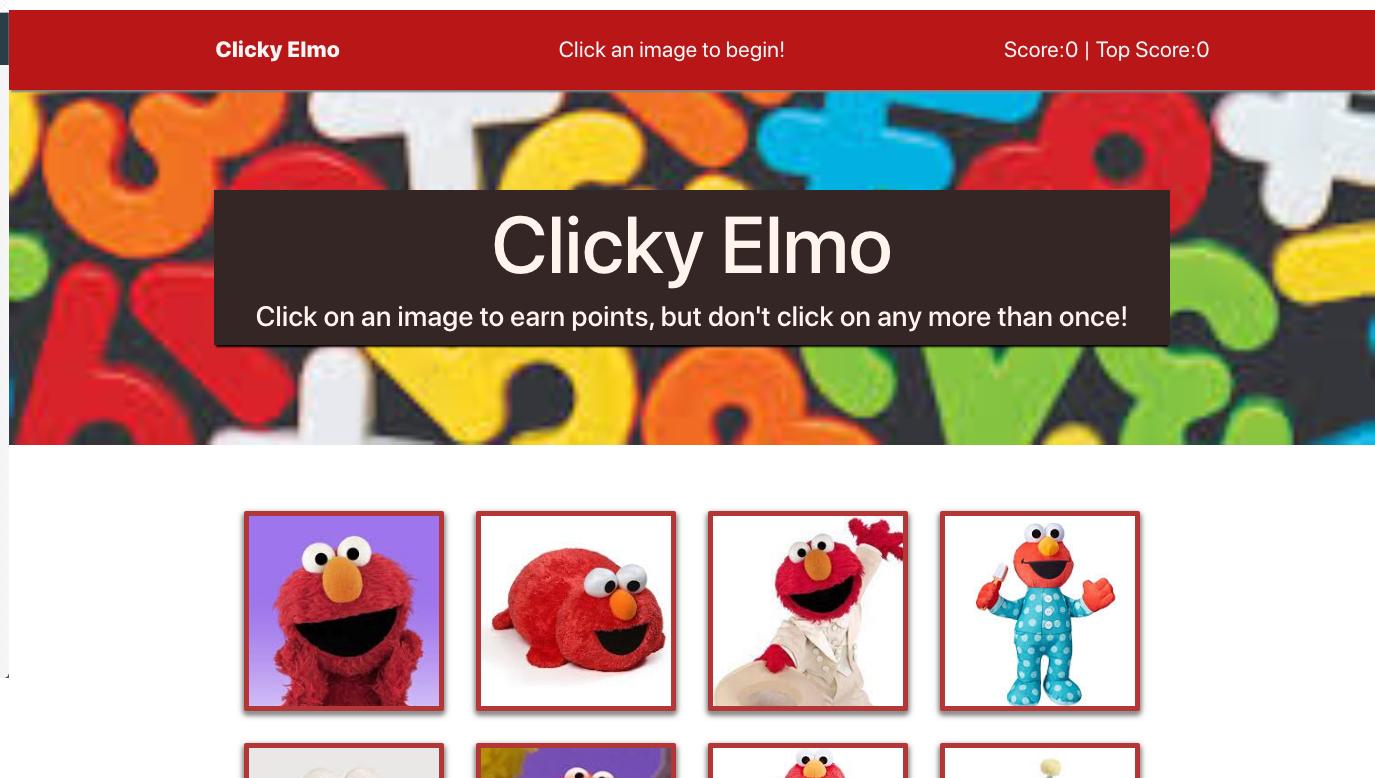 Clicky Elmo
Click an image to begin!
Score:0 | Top Score:0
Clicky Elmo
Click on an image to earn points, but don't click on any more than once!